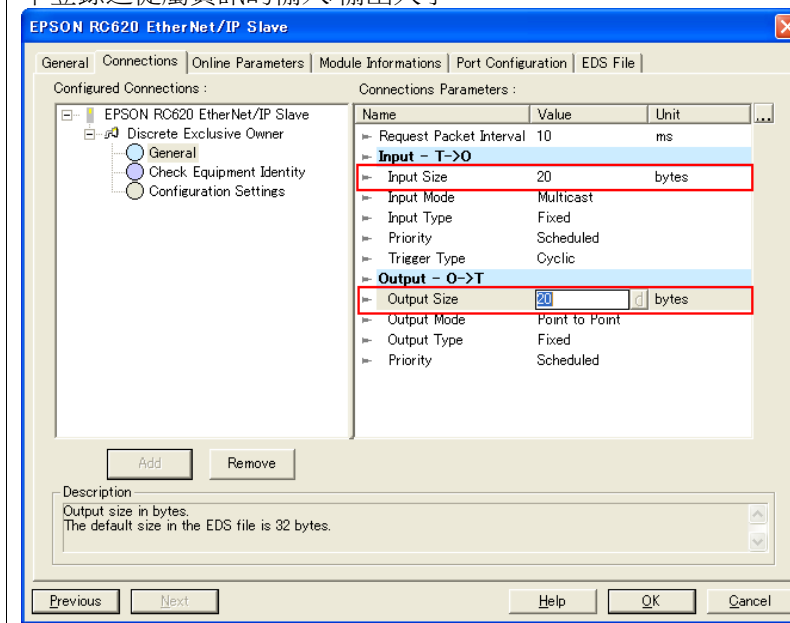 EPSON RC620 EtherNet/IP Slave
General Connections Online Parameters Module Informations Port Configuration EDS File
Configured Connections : Connections Parameters :
EPSON RC620 EtherNet/IP Slave
Discrete Exclusive Owner
General
Check Equipment Identity
Configuration Settings
Name Value Unit ...
Request Packet Interval 10 ms
Input - T->O
Input Size 20 bytes
Input Mode Multicast
Input Type Fixed
Priority Scheduled
Trigger Type Cyclic
Output - O->T
Output Size 20 d bytes
Output Mode Point to Point
Output Type Fixed
Priority Scheduled
Add Remove
Description
Output size in bytes.
The default size in the EDS file is 32 bytes.
Previous Next Help OK Cancel